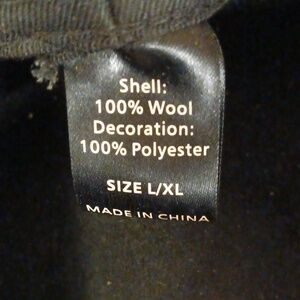 Shell:
100% Wool
Decoration:
100% Polyester
SIZE L/XL
MADE IN CHINA